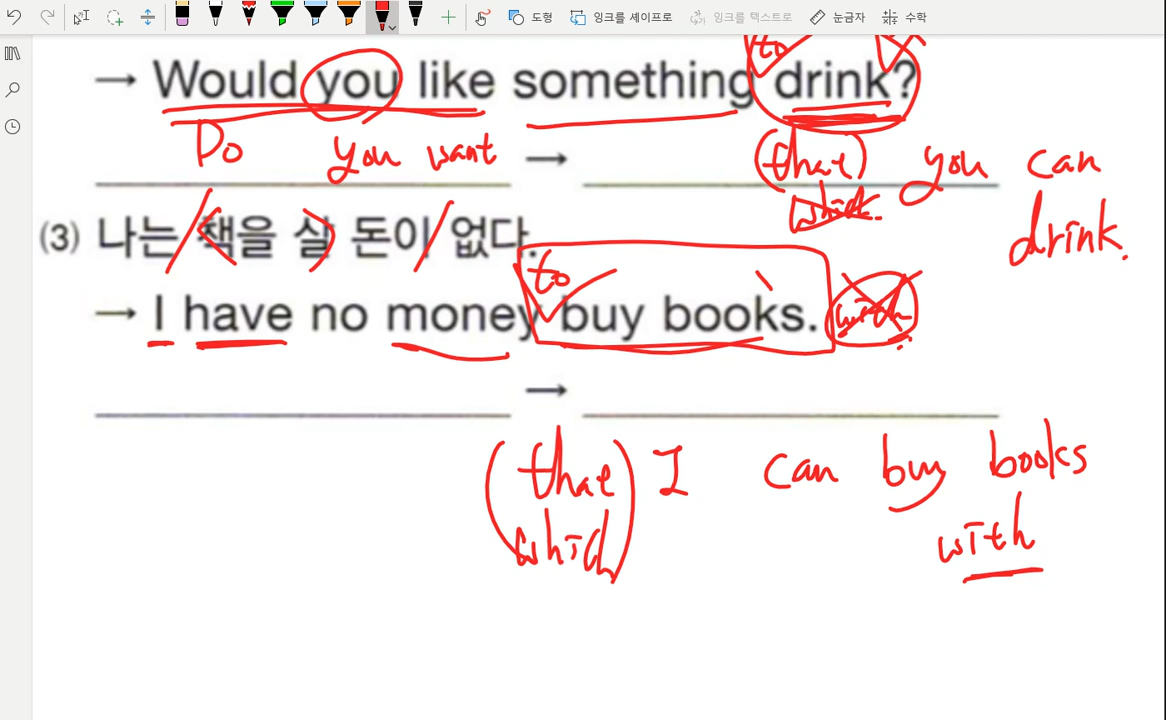 도형 잉크를 셰이프로 잉크를 텍스트로 눈금자 수학
to
→ Would you like something drink?
Do you want → (that) you can
which drink.
(3) 나는 책을 살 돈이 없다.
to
→ I have no money buy books. with
→
(that I can buy books
which) with